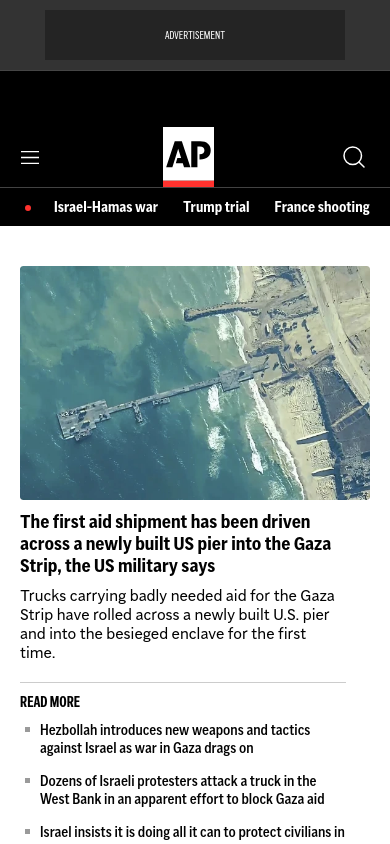 ADVERTISEMENT
AP
Israel-Hamas war
Trump trial
France shooting
The first aid shipment has been driven
across a newly built US pier into the Gaza
Strip, the US military says
Trucks carrying badly needed aid for the Gaza
Strip have rolled across a newly built U.S. pier
and into the besieged enclave for the first
time.
READ MORE
Hezbollah introduces new weapons and tactics
against Israel as war in Gaza drags on
Dozens of Israeli protesters attack a truck in the
West Bank in an apparent effort to block Gaza aid
Israel insists it is doing all it can to protect civilians in